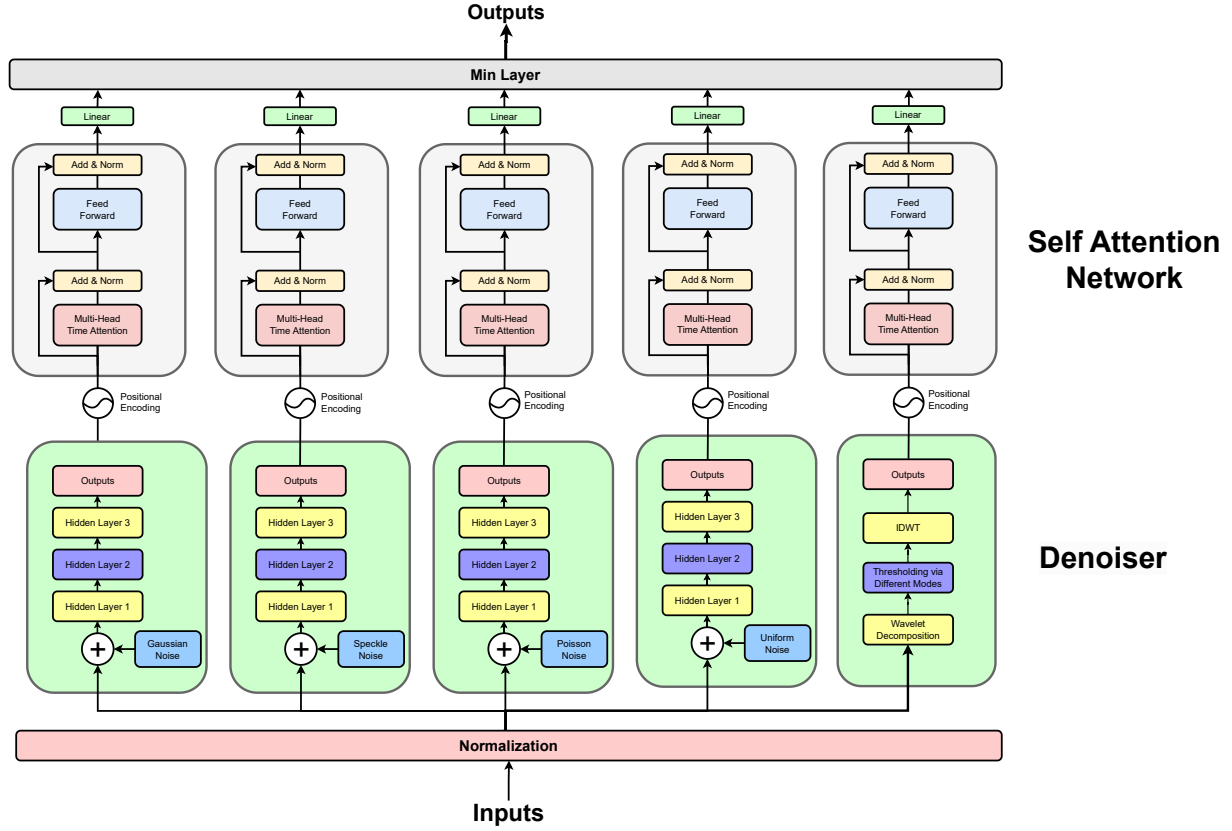 Outputs
Min Layer
Linear
Linear
Linear
Linear
Linear
Add & Norm
Add & Norm
Add & Norm
Add & Norm
Add & Norm
Feed
Forward
Feed
Forward
Feed
Forward
Feed
Forward
Feed
Forward
Self Attention
Network
Add & Norm
Add & Norm
Add & Norm
Add & Norm
Add & Norm
Multi-Head
Time Attention
Multi-Head
Time Attention
Multi-Head
Time Attention
Multi-Head
Time Attention
Multi-Head
Time Attention
Positional
Encoding
Positional
Encoding
Positional
Encoding
Positional
Encoding
Positional
Encoding
Outputs
Outputs
Outputs
Outputs
Outputs
Hidden Layer 3
Hidden Layer 3
Hidden Layer 3
Hidden Layer 3
IDWT
Denoiser
Hidden Layer 2
Hidden Layer 2
Hidden Layer 2
Hidden Layer 2
Thresholding via
Different Modes
Hidden Layer 1
Hidden Layer 1
Hidden Layer 1
Hidden Layer 1
Wavelet
Decomposition
Gaussian
Noise
Speckle
Noise
Poisson
Noise
Uniform
Noise
Normalization
Inputs